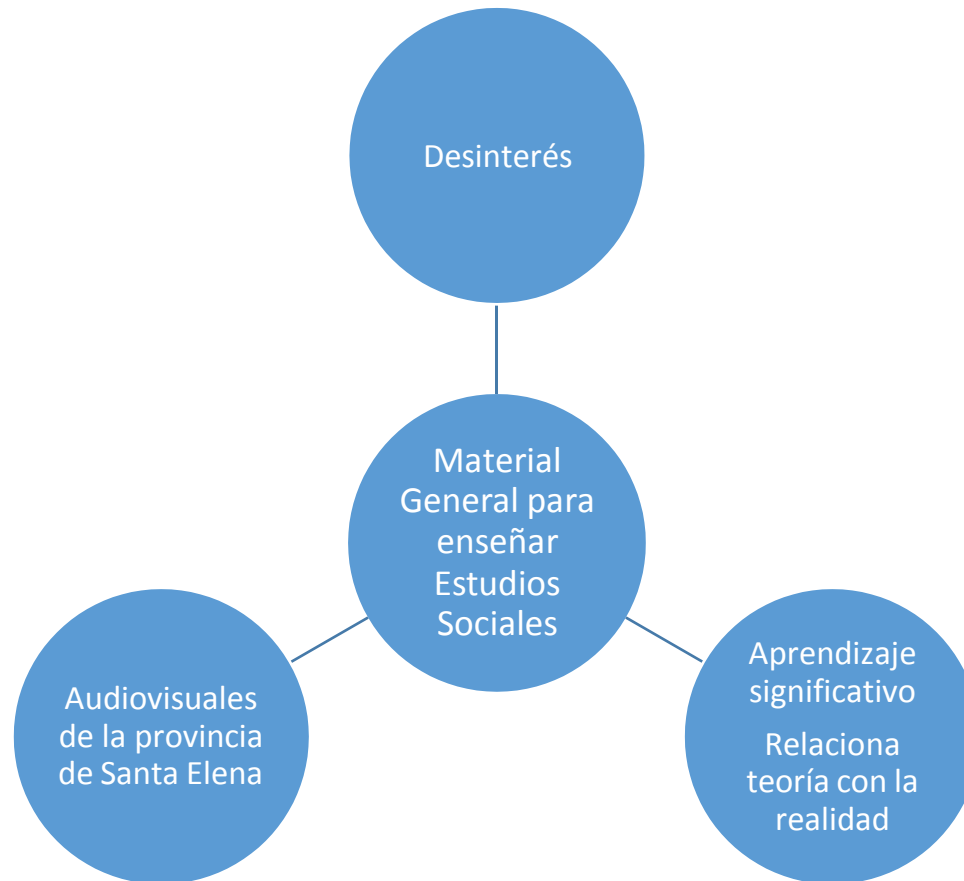 Desinterés
Material
General para
enseñar
Estudios
Sociales
Audiovisuales
de la provincia
de Santa Elena
Aprendizaje
significativo
Relaciona
teoría con la
realidad